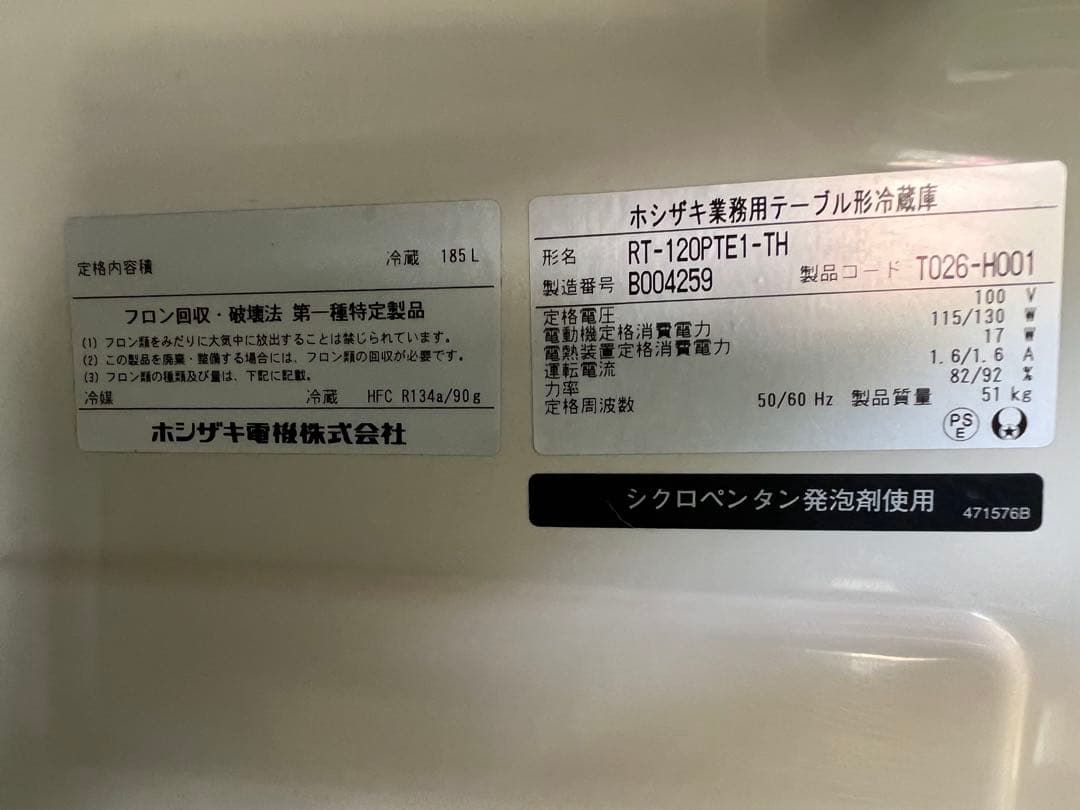 定格内容積 冷蔵 185L
フロン回収・破壊法 第一種特定製品
(1) フロン類をみだりに大気中に放出することは禁じられています。
(2) この製品を廃棄・整備する場合には、フロン類の回収が必要です。
(3) フロン類の種類及び量は、下記に記載。
冷媒 冷蔵 HFC R134a/90g
ホシザキ電機株式会社
ホシザキ業務用テーブル形冷蔵庫
形名 RT-120PTE1-TH
製造番号 B004259 製品コード T026-H001
定格電圧 100 V
電動機定格消費電力 115/130 W
電熱装置定格消費電力 17 W
運転電流 1.6/1.6 A
力率 82/92 %
定格周波数 50/60 Hz 製品質量 51 kg
PS
E
シクロペンタン発泡剤使用 471576B